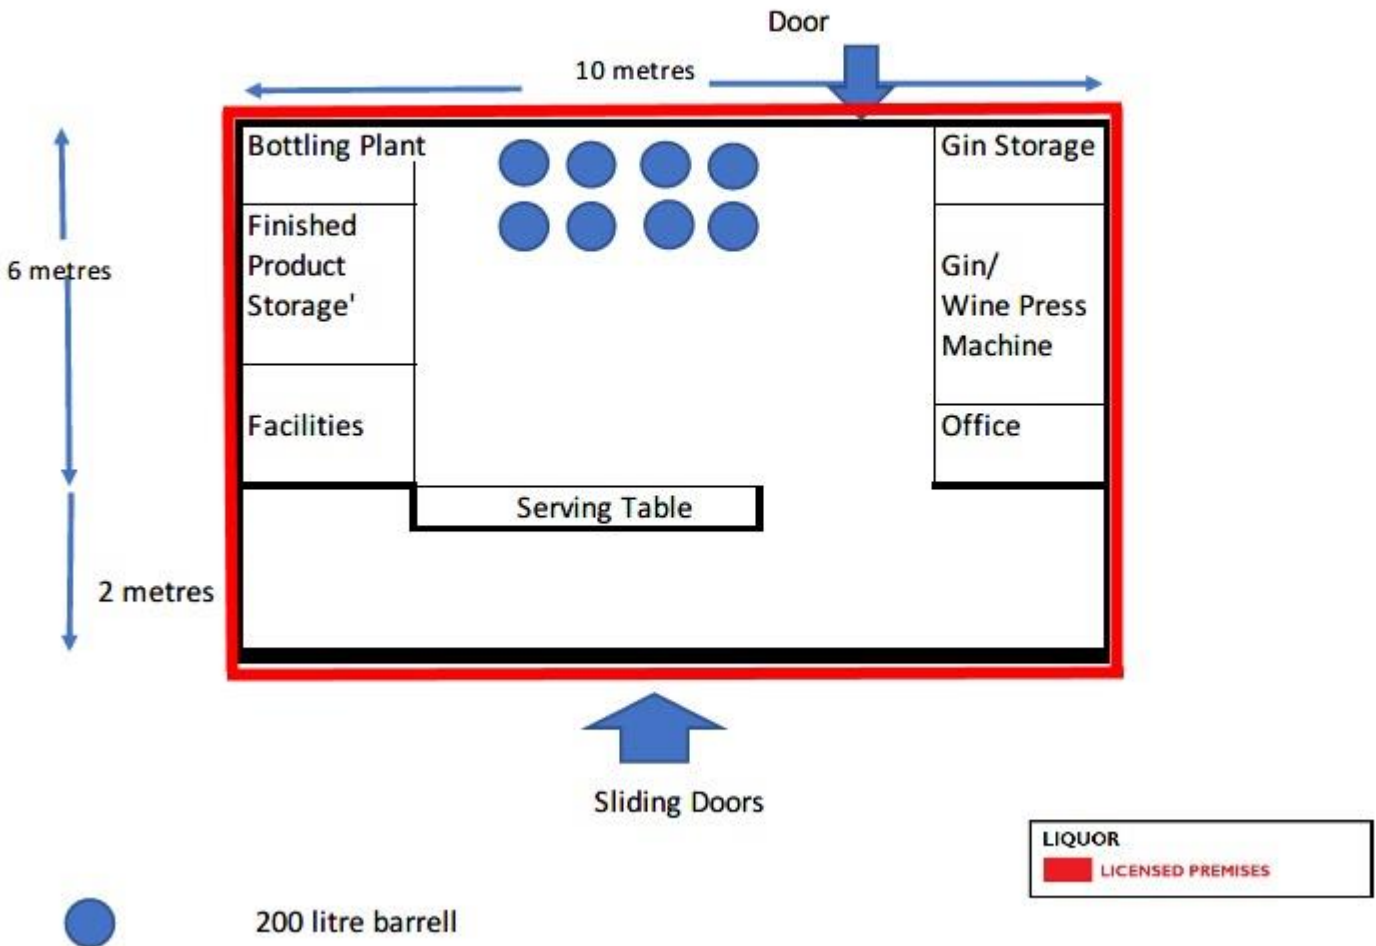 Door
10 metres
Bottling Plant
Gin Storage
Finished
Product
Storage'
6 metres
Gin/
Wine Press
Machine
Facilities
Office
Serving Table
2 metres
Sliding Doors
LIQUOR
LICENSED PREMISES
200 litre barrell